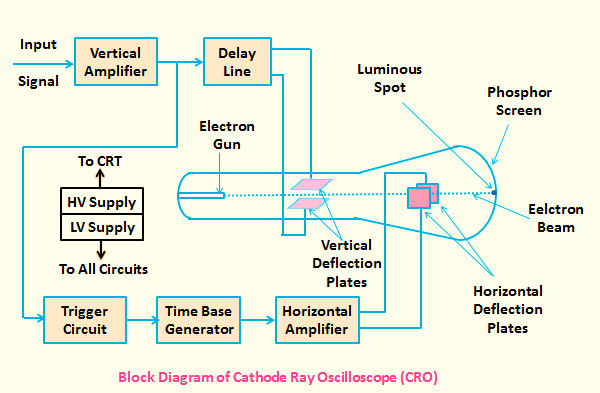 Input
Signal
Vertical
Amplifier
Delay
Line
Luminous
Spot
Phosphor
Screen
Electron
Gun
To CRT
HV Supply
LV Supply
To All Circuits
Vertical
Deflection
Plates
Eelctron
Beam
Horizontal
Deflection
Plates
Trigger
Circuit
Time Base
Generator
Horizontal
Amplifier
Block Diagram of Cathode Ray Oscilloscope (CRO)